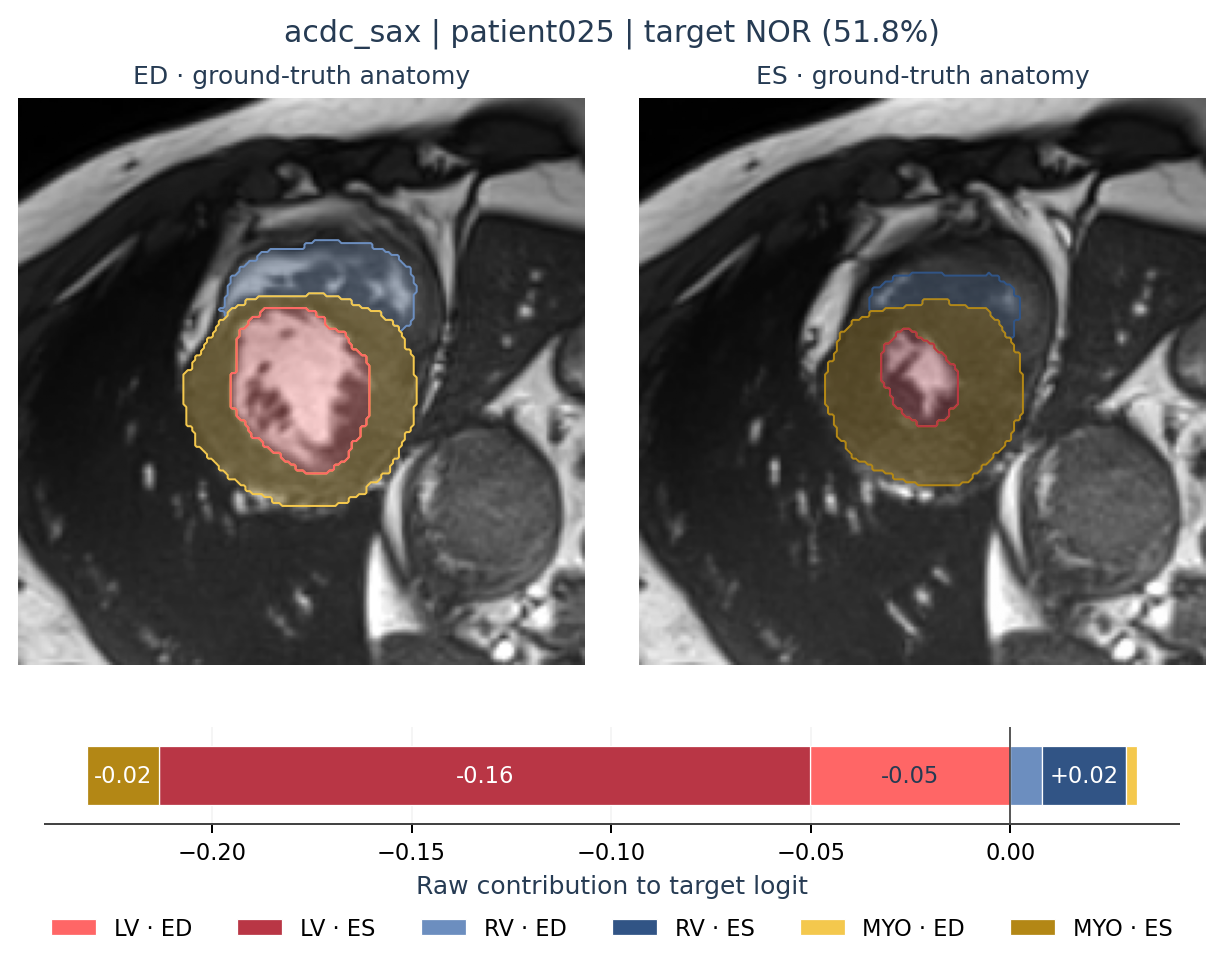 acdc_sax | patient025 | target NOR (51.8%)
ED · ground-truth anatomy
ES · ground-truth anatomy
-0.02
-0.16
-0.05
+0.02
−0.20
−0.15
−0.10
−0.05
0.00
Raw contribution to target logit
LV · ED
LV · ES
RV · ED
RV · ES
MYO · ED
MYO · ES